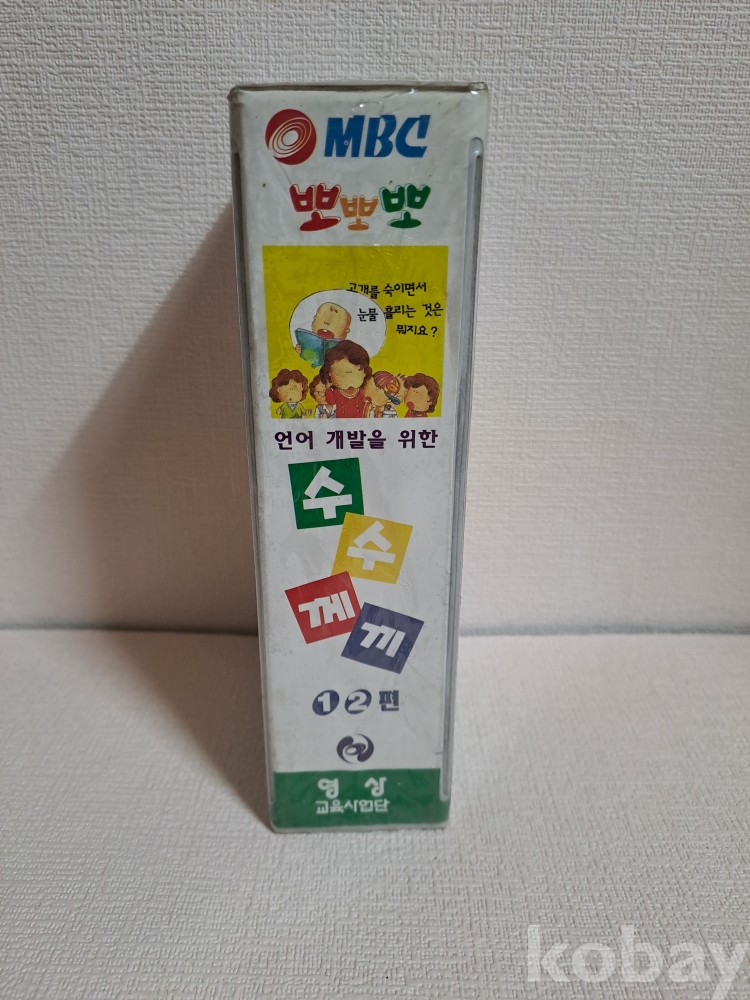 MBC
뽀뽀뽀
고개를 숙이면서
눈물 흘리는 것은
뭐지요?
언어 개발을 위한
수
수
께
끼
1 2 편
영 상
교육사업단
kobay